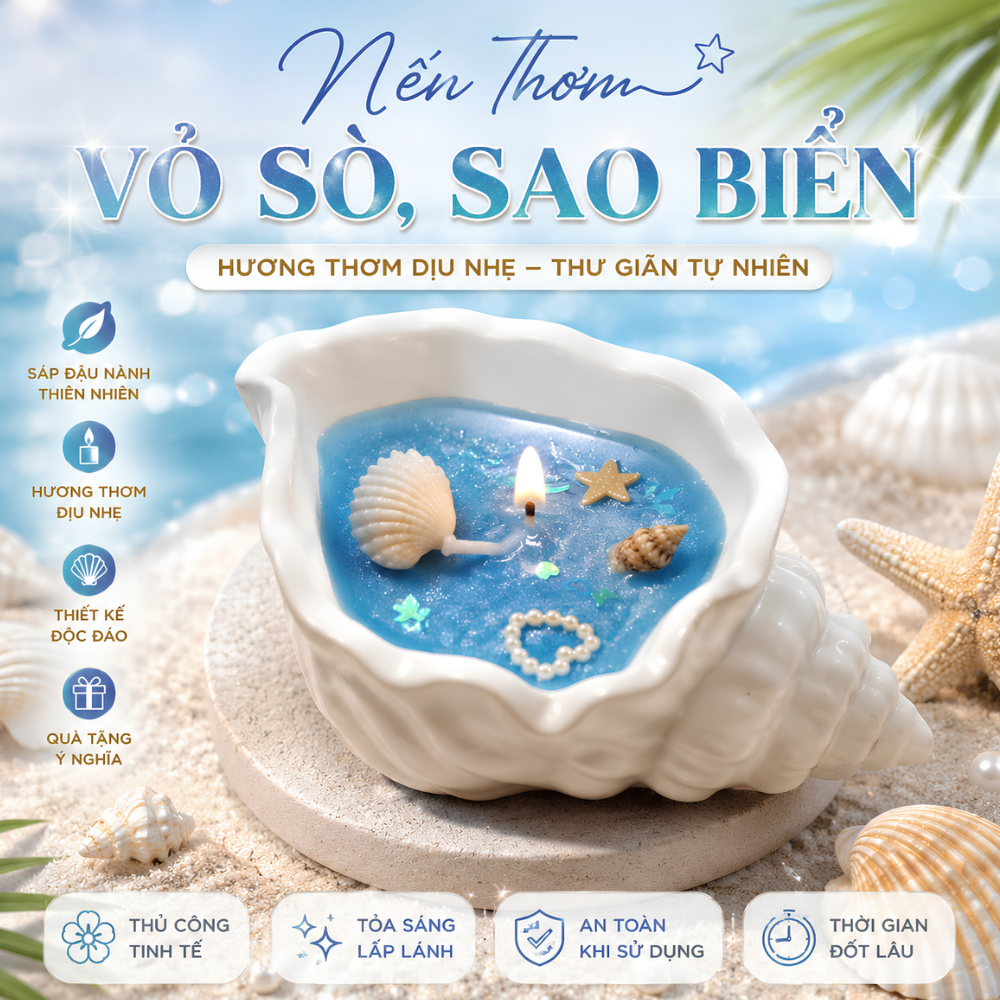 Nến Thơm
VỎ SÒ, SAO BIỂN
HƯƠNG THƠM DỊU NHẸ – THƯ GIÃN TỰ NHIÊN
SÁP ĐẬU NÀNH
THIÊN NHIÊN
HƯƠNG THƠM
DỊU NHẸ
THIẾT KẾ
ĐỘC ĐÁO
QUÀ TẶNG
Ý NGHĨA
THỦ CÔNG
TINH TẾ
TỎA SÁNG
LẤP LÁNH
AN TOÀN
KHI SỬ DỤNG
THỜI GIAN
ĐỐT LÂU